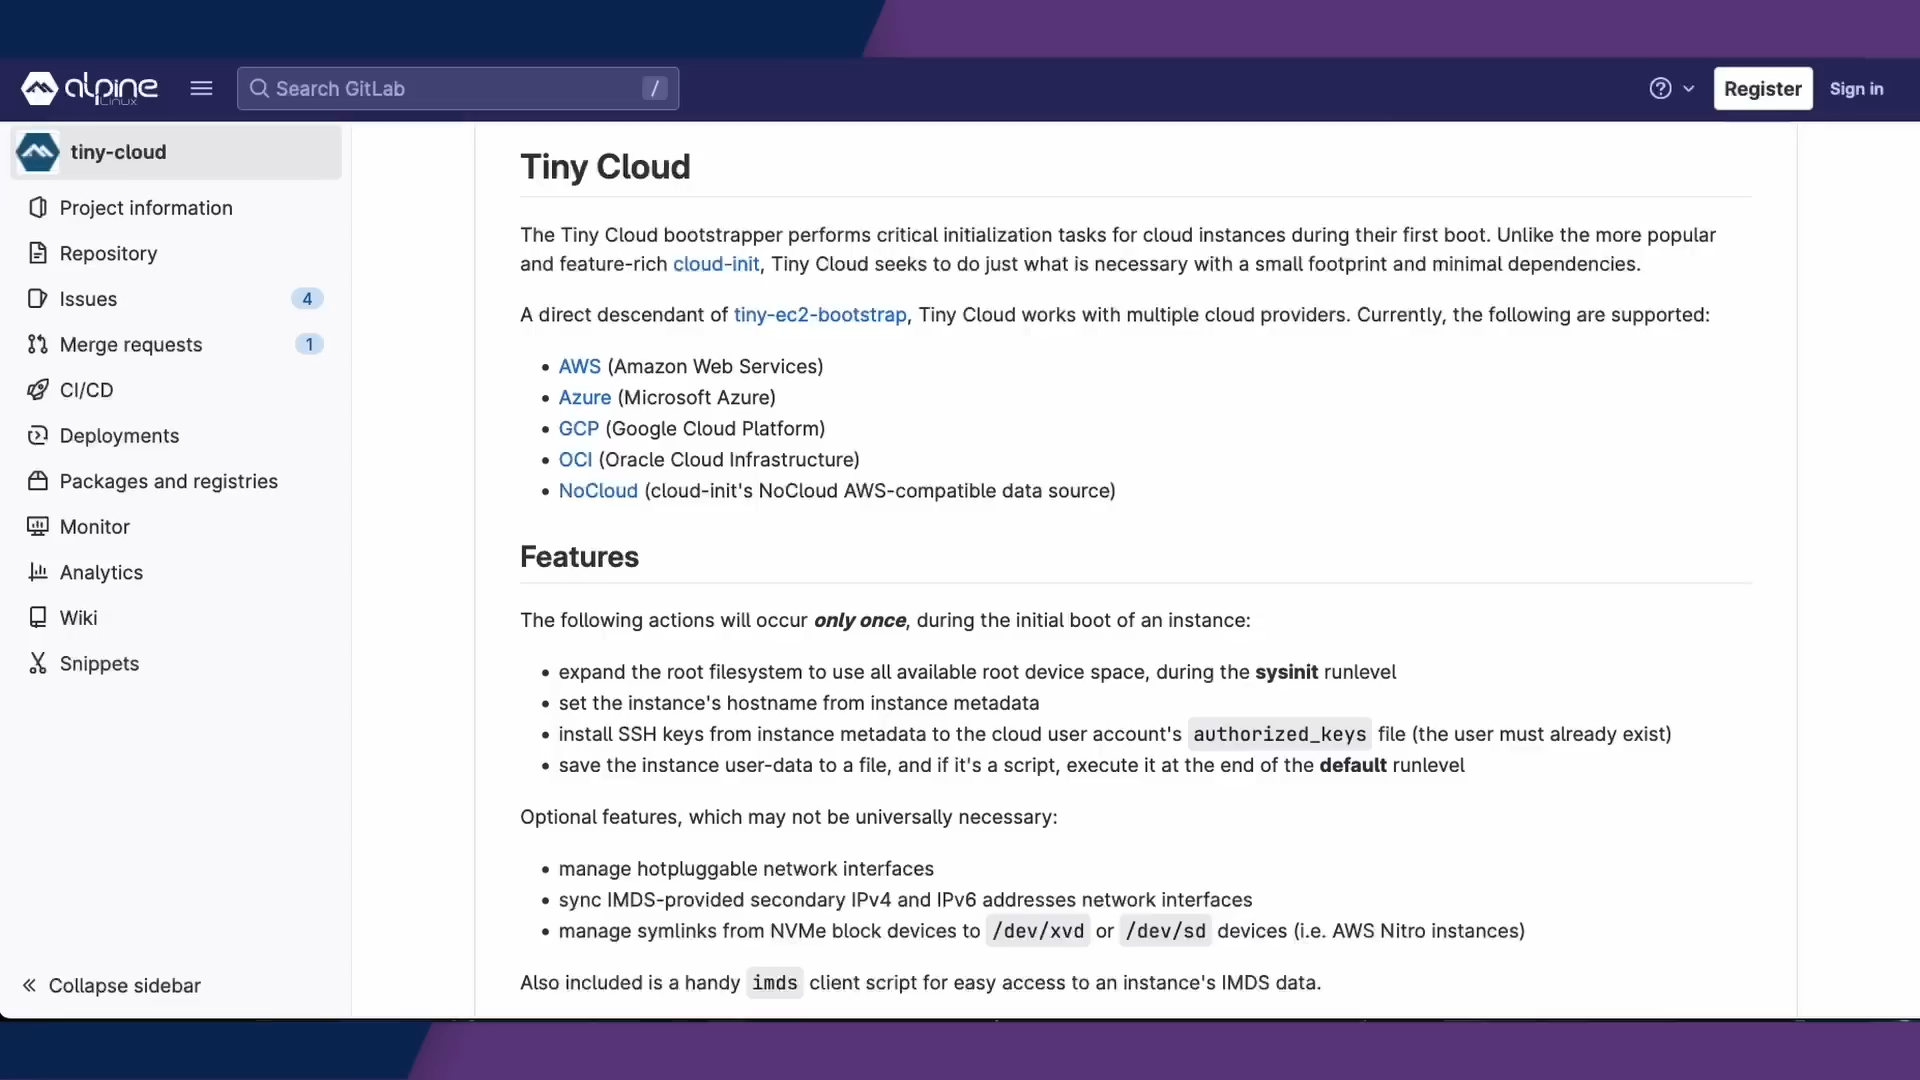 alpine
LINUX
Search GitLab
/
Register
Sign in
tiny-cloud
Project information
Repository
Issues
4
Merge requests
1
CI/CD
Deployments
Packages and registries
Monitor
Analytics
Wiki
Snippets
Collapse sidebar
Tiny Cloud
The Tiny Cloud bootstrapper performs critical initialization tasks for cloud instances during their first boot. Unlike the more popular
and feature-rich cloud-init, Tiny Cloud seeks to do just what is necessary with a small footprint and minimal dependencies.
A direct descendant of tiny-ec2-bootstrap, Tiny Cloud works with multiple cloud providers. Currently, the following are supported:
• AWS (Amazon Web Services)
• Azure (Microsoft Azure)
• GCP (Google Cloud Platform)
• OCI (Oracle Cloud Infrastructure)
• NoCloud (cloud-init's NoCloud AWS-compatible data source)
Features
The following actions will occur only once, during the initial boot of an instance:
• expand the root filesystem to use all available root device space, during the sysinit runlevel
• set the instance's hostname from instance metadata
• install SSH keys from instance metadata to the cloud user account's authorized_keys file (the user must already exist)
• save the instance user-data to a file, and if it's a script, execute it at the end of the default runlevel
Optional features, which may not be universally necessary:
• manage hotpluggable network interfaces
• sync IMDS-provided secondary IPv4 and IPv6 addresses network interfaces
• manage symlinks from NVMe block devices to /dev/xvd or /dev/sd devices (i.e. AWS Nitro instances)
Also included is a handy imds client script for easy access to an instance's IMDS data.